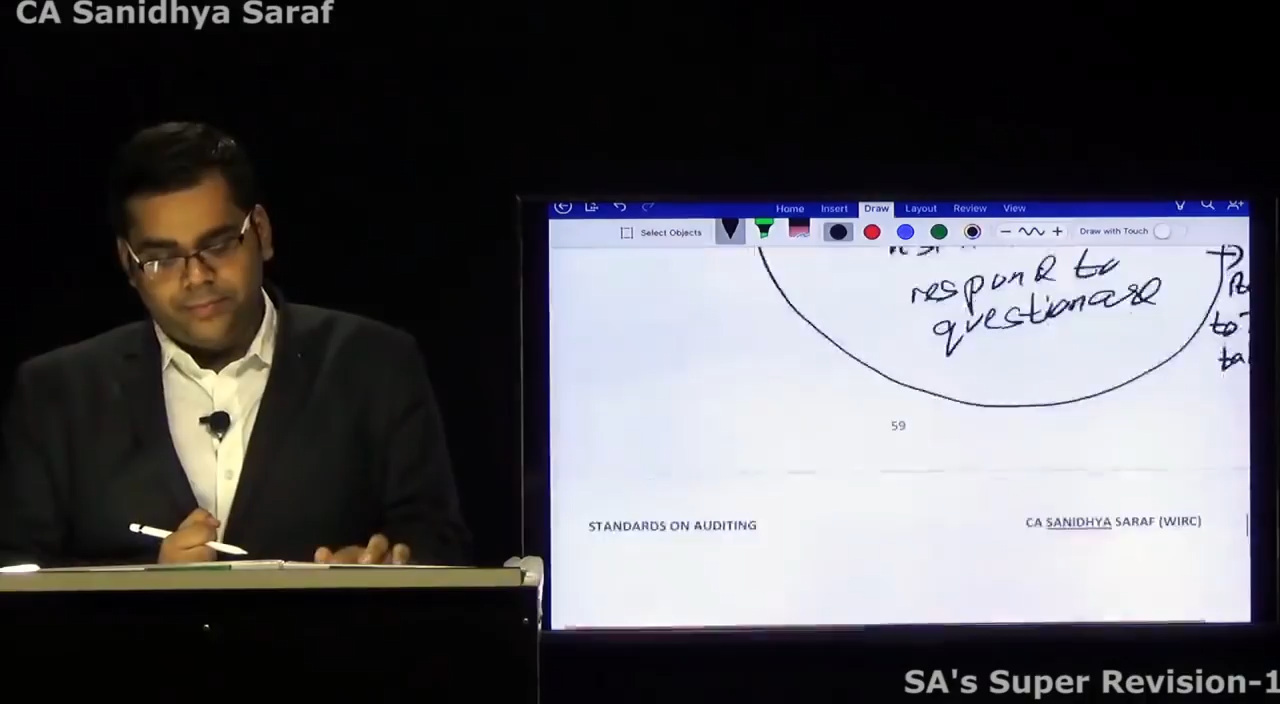 CA Sanidhya Saraf
Home Insert Draw Layout Review View
Select Objects
Draw with Touch
respond to
questionare
to
59
STANDARDS ON AUDITING
CA SANIDHYA SARAF (WIRC)
SA's Super Revision-1